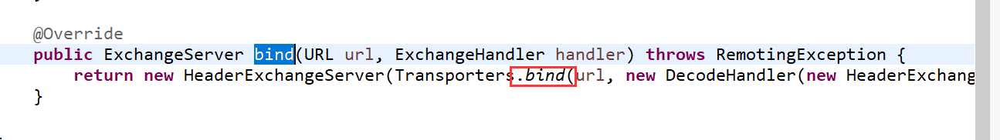 @Override
public ExchangeServer bind(URL url, ExchangeHandler handler) throws RemotingException {
return new HeaderExchangeServer(Transporters.bind(url, new DecodeHandler(new HeaderExchang
}